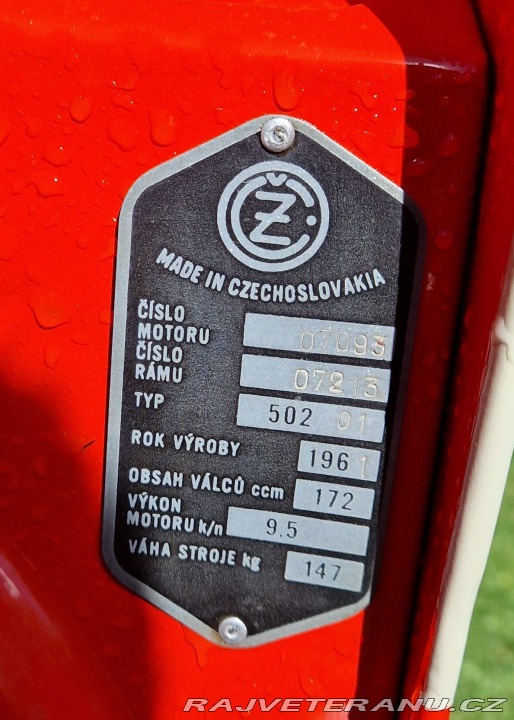 ČZ
MADE IN CZECHOSLOVAKIA
ČÍSLO
MOTORU 07093
ČÍSLO
RÁMU 07213
TYP 502 01
ROK VÝROBY 1961
OBSAH VÁLCŮ ccm 172
VÝKON
MOTORU k/n 9.5
VÁHA STROJE kg 147
RAJVETERANU.CZ